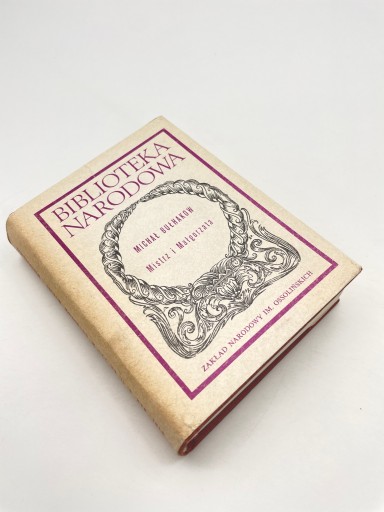 BIBLIOTEKA
NARODOWA
MICHAŁ BUŁHAKOW
Mistrz i Małgorzata
ZAKŁAD NARODOWY IM. OSSOLIŃSKICH